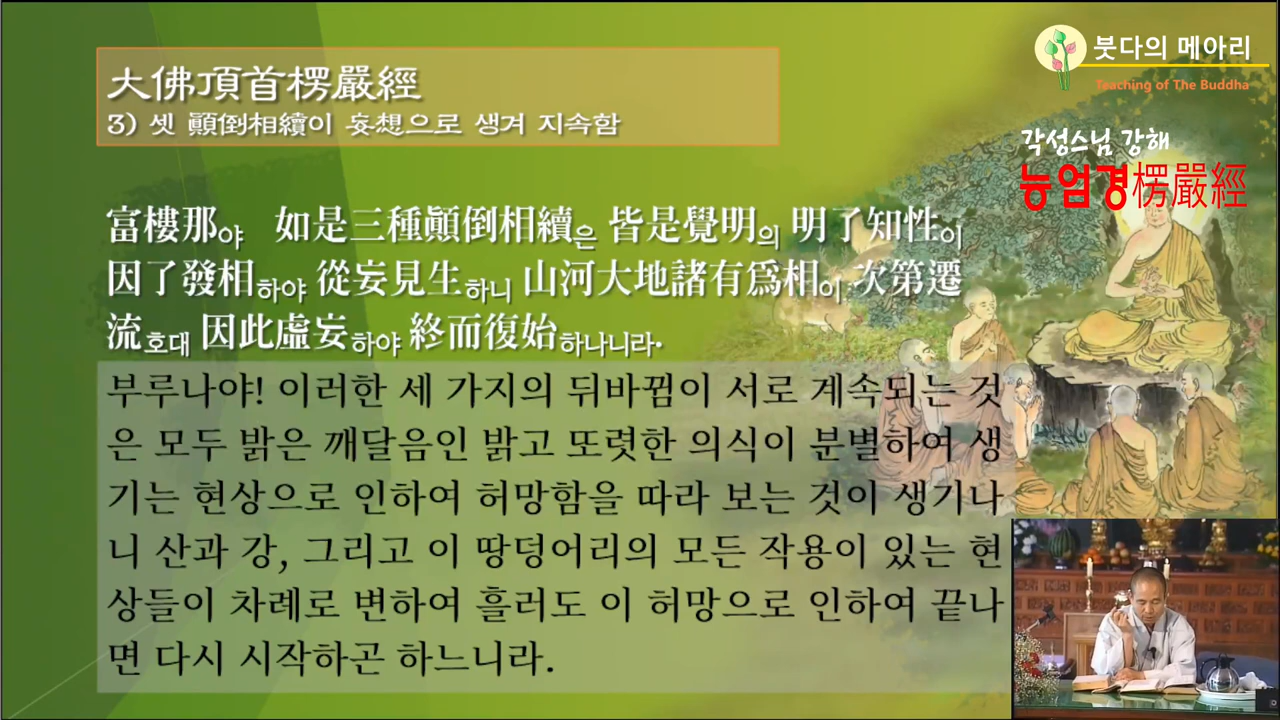 大佛頂首楞嚴經
3) 셋 顚倒相續이 妄想으로 생겨 지속함
붓다의 메아리
Teaching of The Buddha
각성스님 강해
능엄경楞嚴經
富樓那야 如是三種顚倒相續은 皆是覺明의 明了知性이
因了發相하야 從妄見生하니 山河大地諸有爲相이 次第遷
流호대 因此虛妄하야 終而復始하나니라.
부루나야! 이러한 세 가지의 뒤바뀜이 서로 계속되는 것
은 모두 밝은 깨달음인 밝고 또렷한 의식이 분별하여 생
기는 현상으로 인하여 허망함을 따라 보는 것이 생기나
니 산과 강, 그리고 이 땅덩어리의 모든 작용이 있는 현
상들이 차례로 변하여 흘러도 이 허망으로 인하여 끝나
면 다시 시작하곤 하느니라.